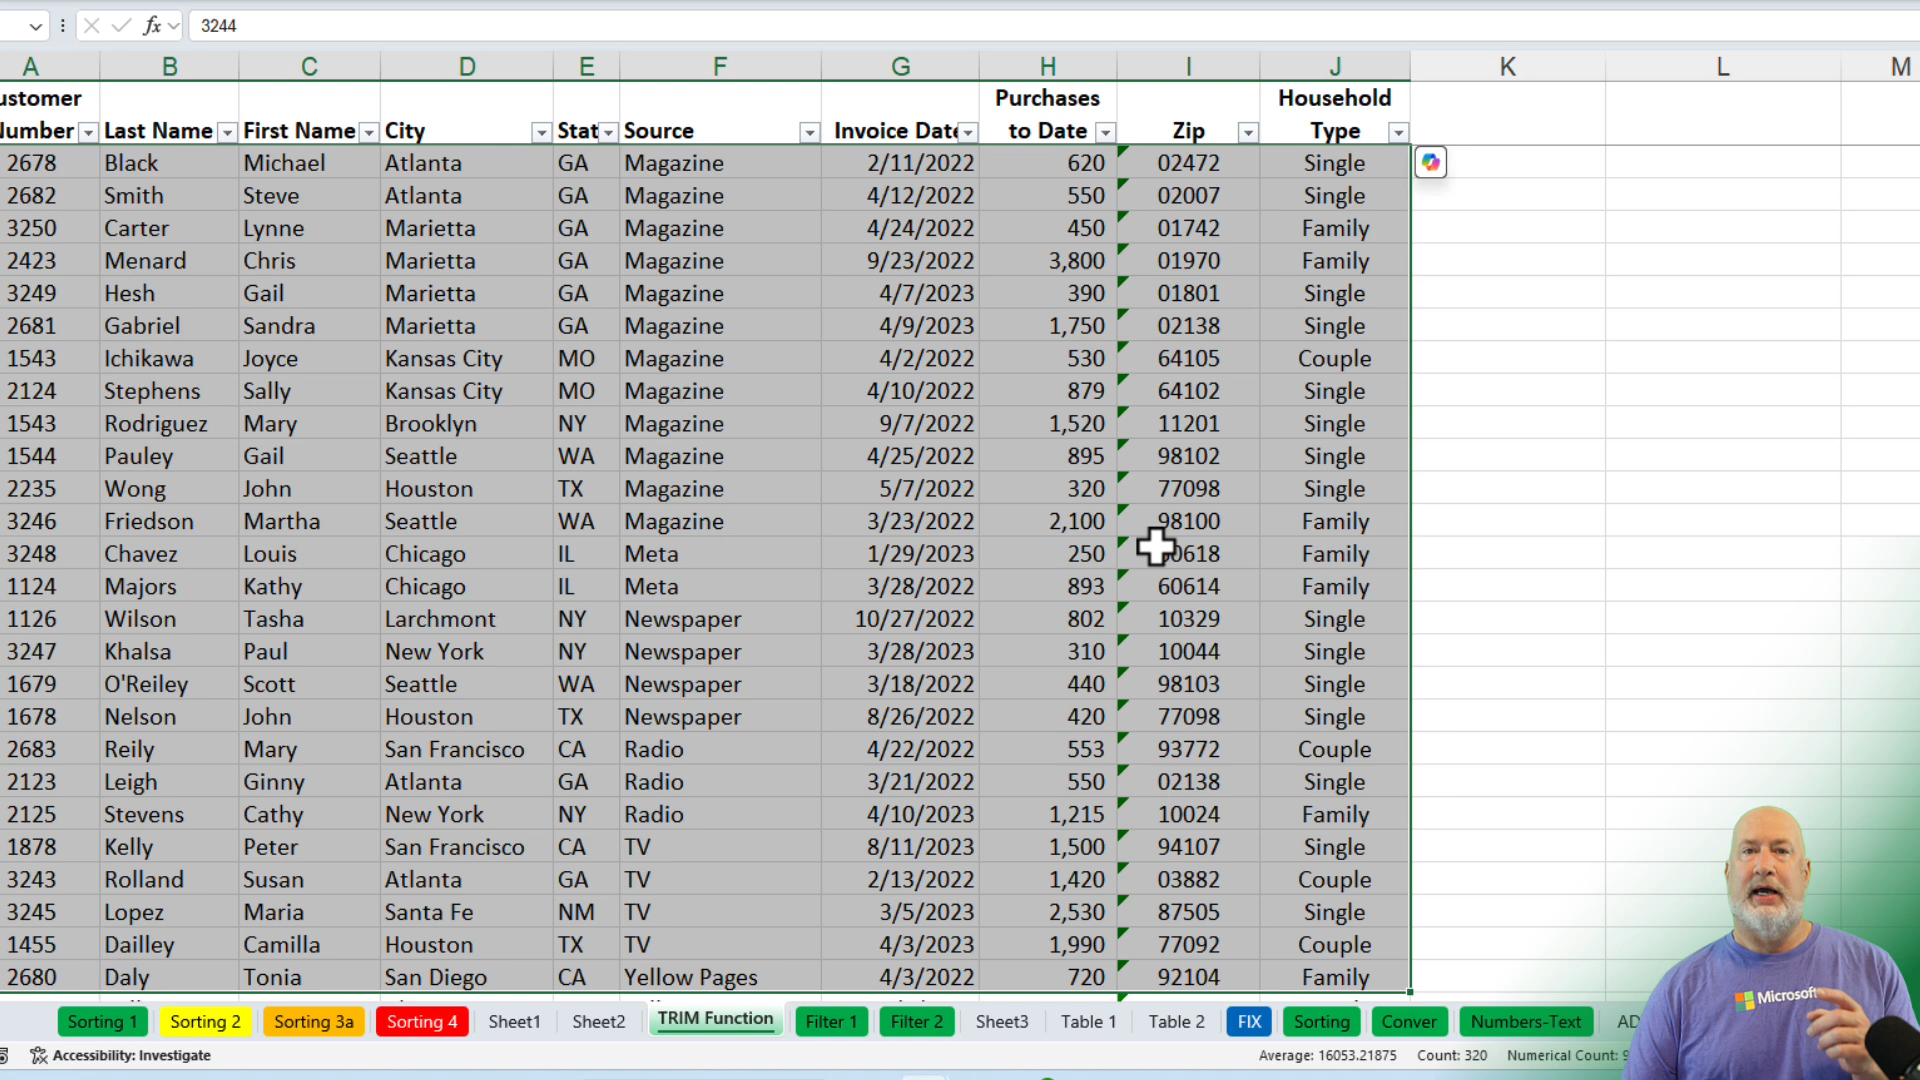 fx 3244
A B C D E F G H I J K L M
ustomer Purchases Household
Number Last Name First Name City Stat Source Invoice Date to Date Zip Type
2678 Black Michael Atlanta GA Magazine 2/11/2022 620 02472 Single
2682 Smith Steve Atlanta GA Magazine 4/12/2022 550 02007 Single
3250 Carter Lynne Marietta GA Magazine 4/24/2022 450 01742 Family
2423 Menard Chris Marietta GA Magazine 9/23/2022 3,800 01970 Family
3249 Hesh Gail Marietta GA Magazine 4/7/2023 390 01801 Single
2681 Gabriel Sandra Marietta GA Magazine 4/9/2023 1,750 02138 Single
1543 Ichikawa Joyce Kansas City MO Magazine 4/2/2022 530 64105 Couple
2124 Stephens Sally Kansas City MO Magazine 4/10/2022 879 64102 Single
1543 Rodriguez Mary Brooklyn NY Magazine 9/7/2022 1,520 11201 Single
1544 Pauley Gail Seattle WA Magazine 4/25/2022 895 98102 Single
2235 Wong John Houston TX Magazine 5/7/2022 320 77098 Single
3246 Friedson Martha Seattle WA Magazine 3/23/2022 2,100 98100 Family
3248 Chavez Louis Chicago IL Meta 1/29/2023 250 0618 Family
1124 Majors Kathy Chicago IL Meta 3/28/2022 893 60614 Family
1126 Wilson Tasha Larchmont NY Newspaper 10/27/2022 802 10329 Single
3247 Khalsa Paul New York NY Newspaper 3/28/2023 310 10044 Single
1679 O'Reiley Scott Seattle WA Newspaper 3/18/2022 440 98103 Single
1678 Nelson John Houston TX Newspaper 8/26/2022 420 77098 Single
2683 Reily Mary San Francisco CA Radio 4/22/2022 553 93772 Couple
2123 Leigh Ginny Atlanta GA Radio 3/21/2022 550 02138 Single
2125 Stevens Cathy New York NY Radio 4/10/2023 1,215 10024 Family
1878 Kelly Peter San Francisco CA TV 8/11/2023 1,500 94107 Single
3243 Rolland Susan Atlanta GA TV 2/13/2022 1,420 03882 Couple
3245 Lopez Maria Santa Fe NM TV 3/5/2023 2,530 87505 Single
1455 Dailley Camilla Houston TX TV 4/3/2023 1,990 77092 Couple
2680 Daly Tonia San Diego CA Yellow Pages 4/3/2022 720 92104 Family
Microsoft
Sorting 1 Sorting 2 Sorting 3a Sorting 4 Sheet1 Sheet2 TRIM Function Filter 1 Filter 2 Sheet3 Table 1 Table 2 FIX Sorting Conver Numbers-Text AD
Accessibility: Investigate Average: 16053.21875 Count: 320 Numerical Count: 9